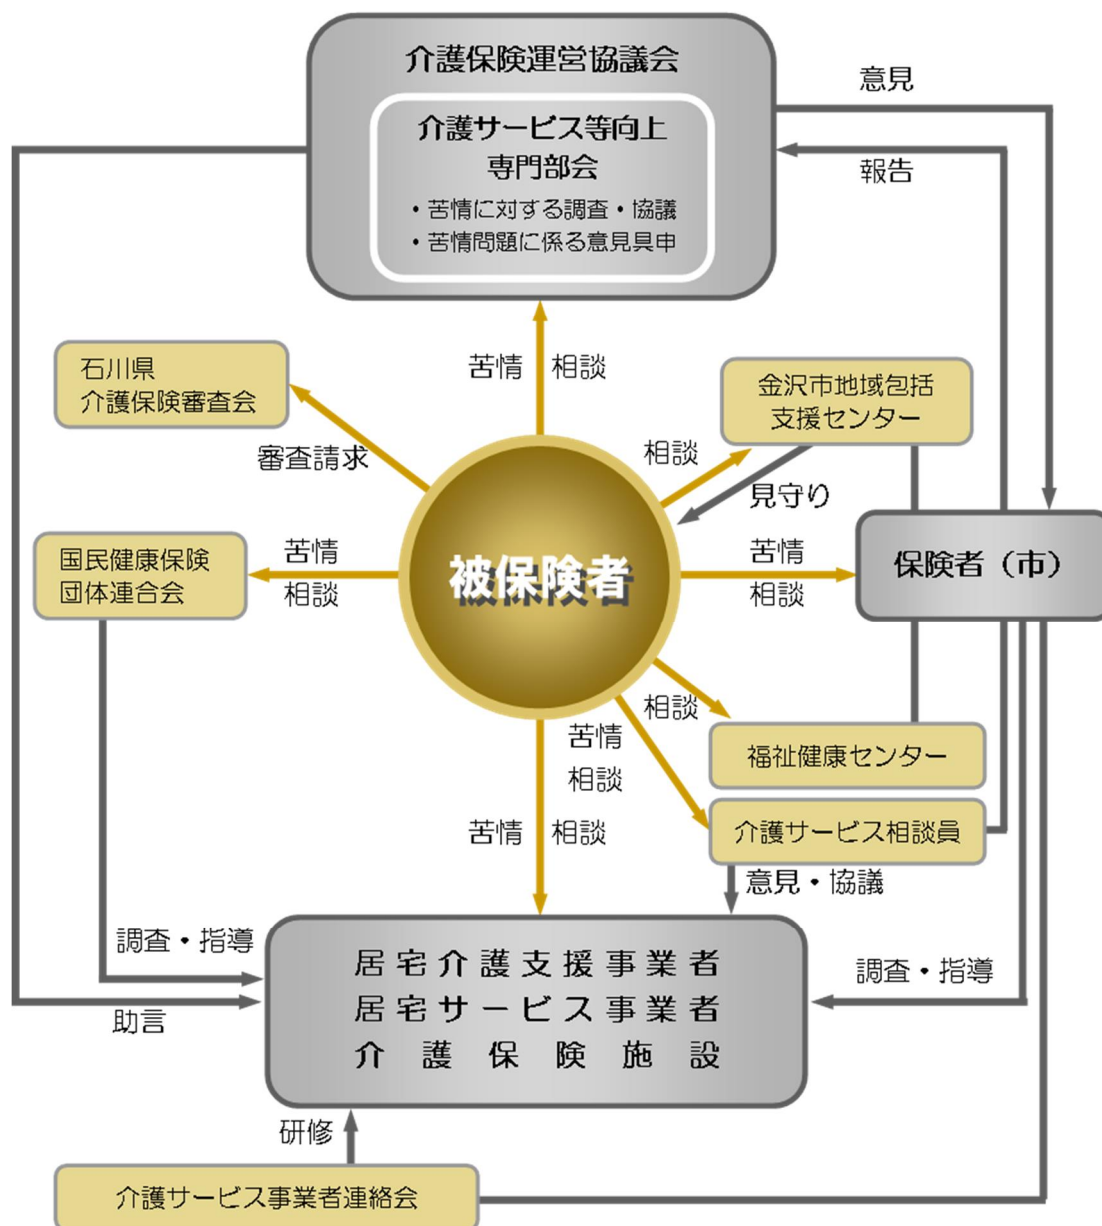 介護保険運営協議会
介護サービス等向上
専門部会
・苦情に対する調査・協議
・苦情問題に係る意見具申
意見
報告
苦情 相談
石川県
介護保険審査会
審査請求
金沢市地域包括
支援センター
相談
見守り
国民健康保険
団体連合会
苦情
相談
被保険者
苦情
相談
保険者（市）
相談
福祉健康センター
苦情
相談
介護サービス相談員
苦情 相談
意見・協議
調査・指導
助言
居宅介護支援事業者
居宅サービス事業者
介護保険施設
調査・指導
研修
介護サービス事業者連絡会